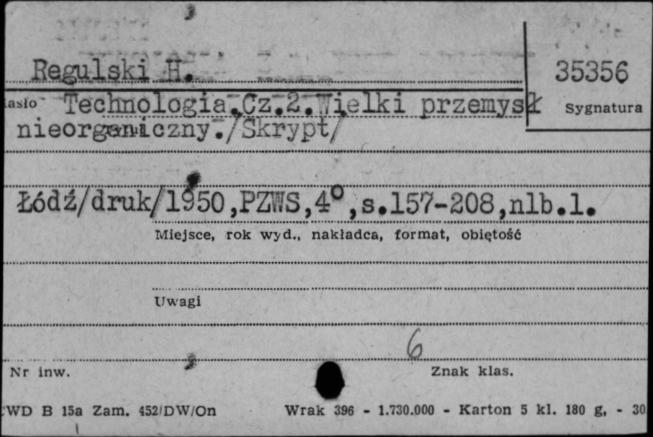 Regulski H.
35356
asło Technologia.Cz.2.Wielki przemysł
Sygnatura
nieorganiczny./Skrypt/
Łódź/druk/1950,PZWS,4°,s.157-208,nlb.1.
Miejsce, rok wyd., nakładca, format, objętość
Uwagi
6
Nr inw.
Znak klas.
CWD B 15a Zam. 452/DW/On Wrak 396 - 1.730.000 - Karton 5 kl. 180 g, - 30